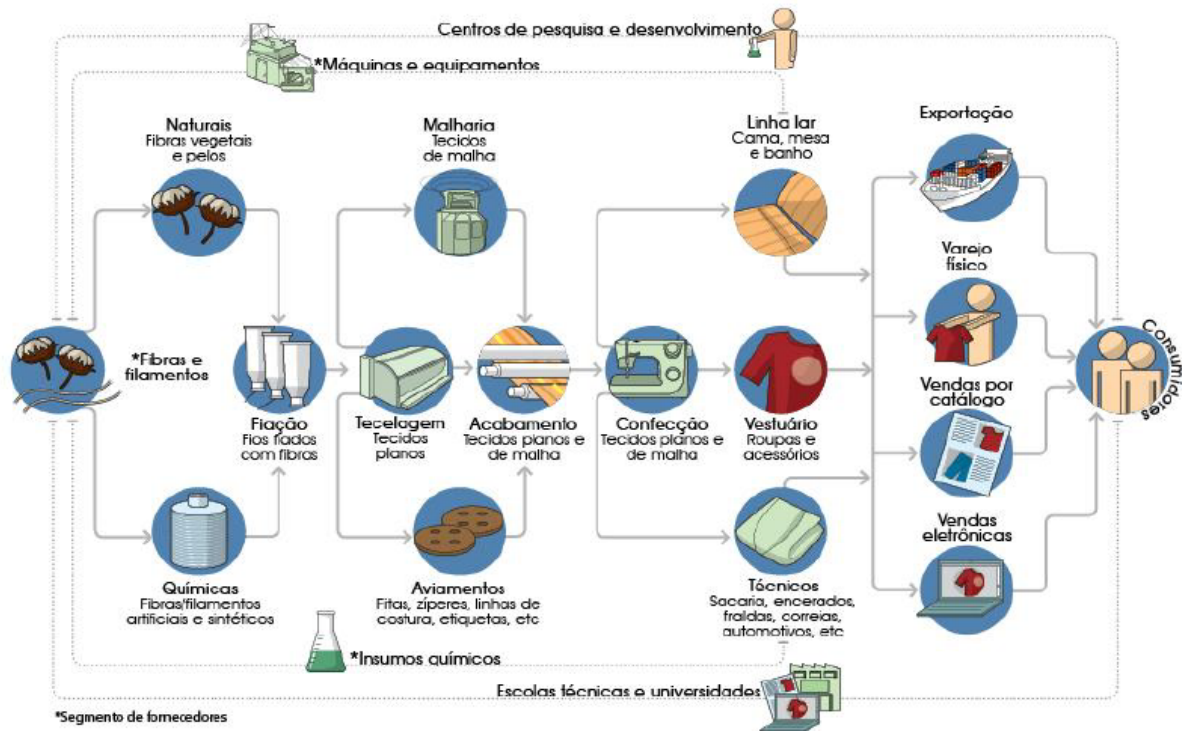 Centros de pesquisa e desenvolvimento
*Máquinas e equipamentos
Naturais
Fibras vegetais
e pelos
Malharia
Tecidos
de malha
Linha lar
Cama, mesa
e banho
Exportação
Varejo
físico
*Fibras e
filamentos
Fiação
Fios fiados
com fibras
Tecelagem
Tecidos
planos
Acabamento
Tecidos planos e
de malha
Confecção
Tecidos planos e
de malha
Vestuário
Roupas e
acessórios
Vendas por
catálogo
Consumidores
Químicas
Fibras/filamentos
artificiais e sintéticos
Aviamentos
Fitas, zíperes, linhas de
costura, etiquetas, etc
Técnicos
Sacaria, encerados,
fraldas, correias,
automotivos, etc
Vendas
eletrônicas
*Insumos químicos
Escolas técnicas e universidades
*Segmento de fornecedores